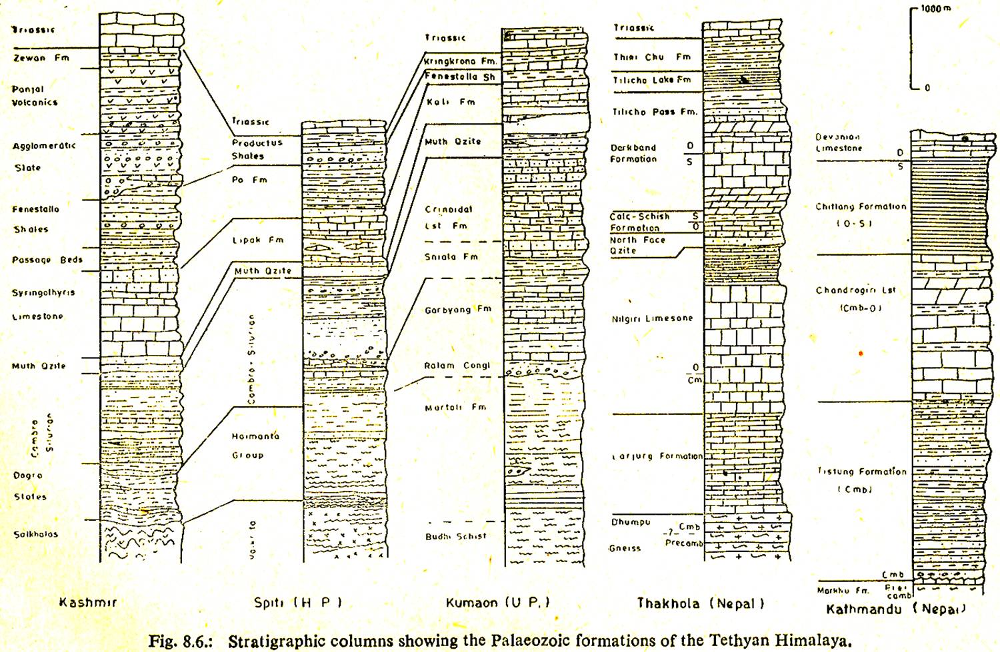 Triassic
Zewan Fm
Panjal
Volcanics
Agglomeratic
Slate
Fenestella
Shales
Passage Beds
Syringothyris
Limestone
Muth Qzite
Cambro
Silurian
Dogra
Slates
Salkhalas
Kashmir
Triassic
Productus
Shales
Po Fm
Lipak Fm
Muth Qzite
Cambro - Silurian
Haimanta
Group
Spiti (H P)
Triassic
Kringkrong Fm.
Fenestella Sh
Kali Fm
Muth Qzite
Crinoidal
Lst Fm
Shiala Fm
Garbyang Fm
Ralam Congl
Martoli Fm
Budhi Schist
Kumaon (U P.)
Triassic
Thini Chu Fm
Tilicho Lake Fm
Tilicho Pass Fm.
Darkband
Formation
D
S
Calc-Schish
Formation
S
O
North Face
Qzite
Nilgiri Limesone
O
Cm
Larjung Formation
Dhumpu
Cmb
-?-
Precamb
Gneiss
Thakhola (Nepal)
1000 m
0
Devonian
Limestone
D
S
Chitlang Formation
(O-S)
Chandragiri Lst
(Cmb-O)
Tistung Formation
(Cmb)
Cmb
Markhu Fm.
Precamb
Kathmandu (Nepal)
Fig. 8.6.: Stratigraphic columns showing the Palaeozoic formations of the Tethyan Himalaya.